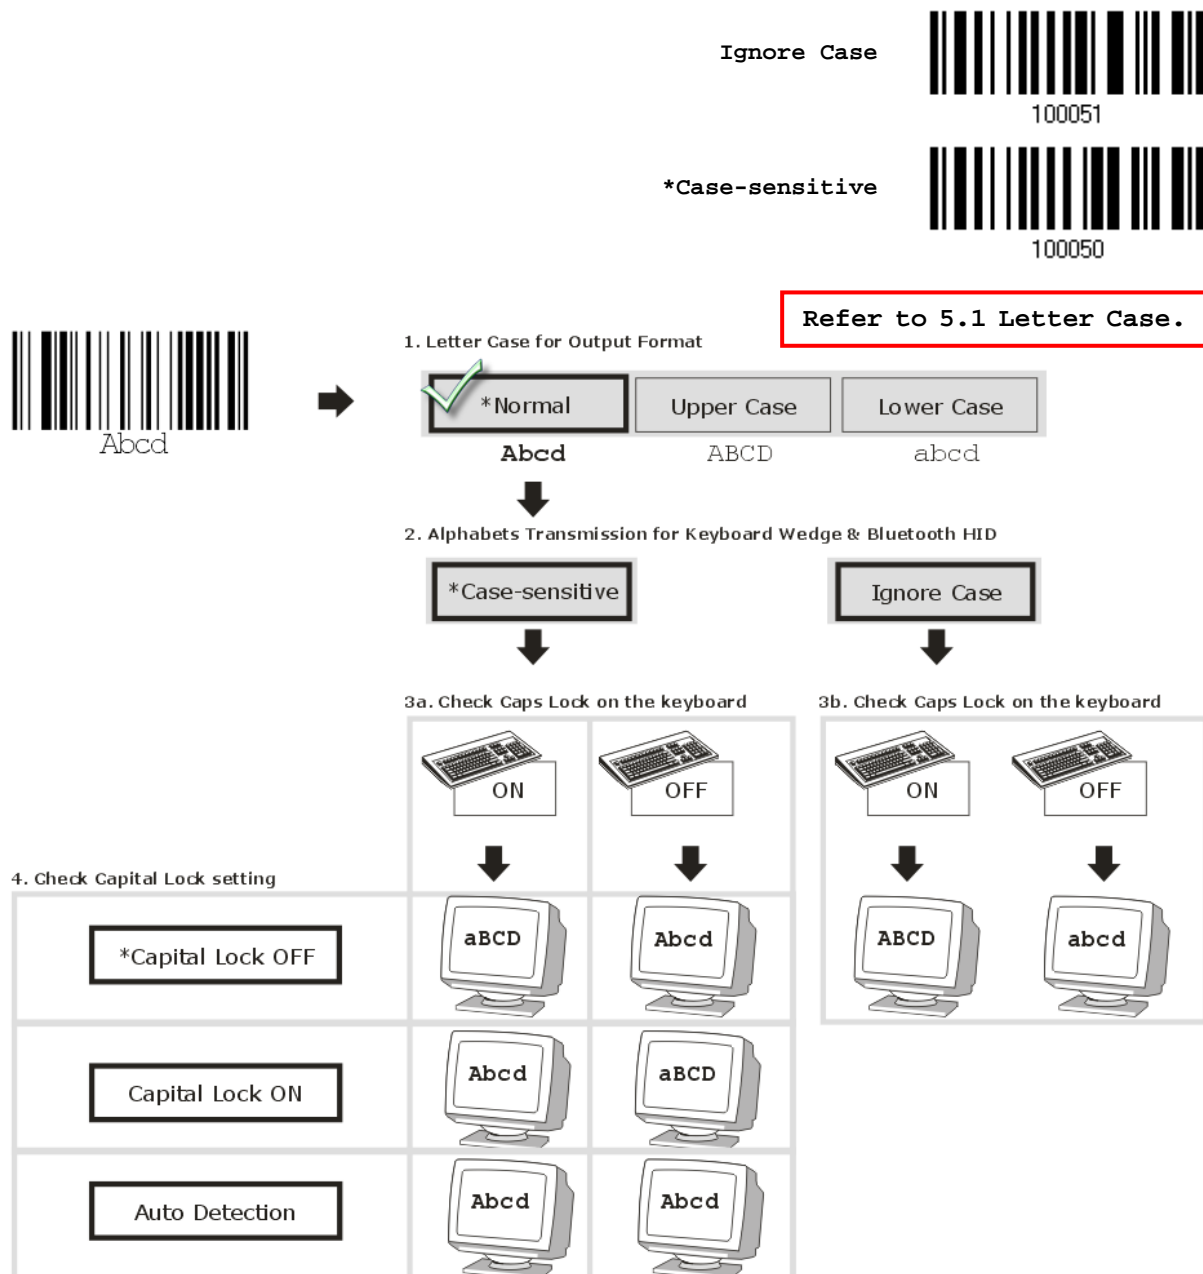 Ignore Case
100051
*Case-sensitive
100050
Refer to 5.1 Letter Case.
1. Letter Case for Output Format
Abcd
*Normal Upper Case Lower Case
Abcd ABCD abcd
2. Alphabets Transmission for Keyboard Wedge & Bluetooth HID
*Case-sensitive Ignore Case
3a. Check Caps Lock on the keyboard 3b. Check Caps Lock on the keyboard
ON OFF ON OFF
4. Check Capital Lock setting
*Capital Lock OFF aBCD Abcd ABCD abcd
Capital Lock ON Abcd aBCD
Auto Detection Abcd Abcd